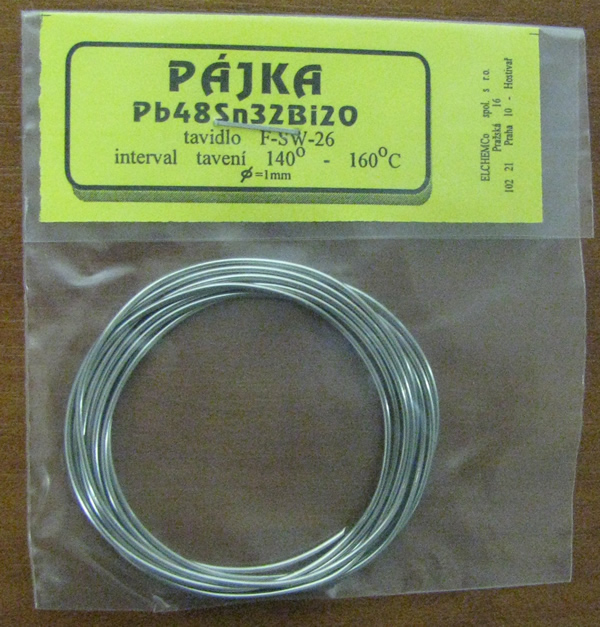 PÁJKA
Pb48Sn32Bi20
tavidlo F-SW-26
interval tavení 140° - 160°C
ϕ=1mm
ELCHEMCo spol. s r.o.
Pražská 16
102 21 Praha 10 - Hostivař